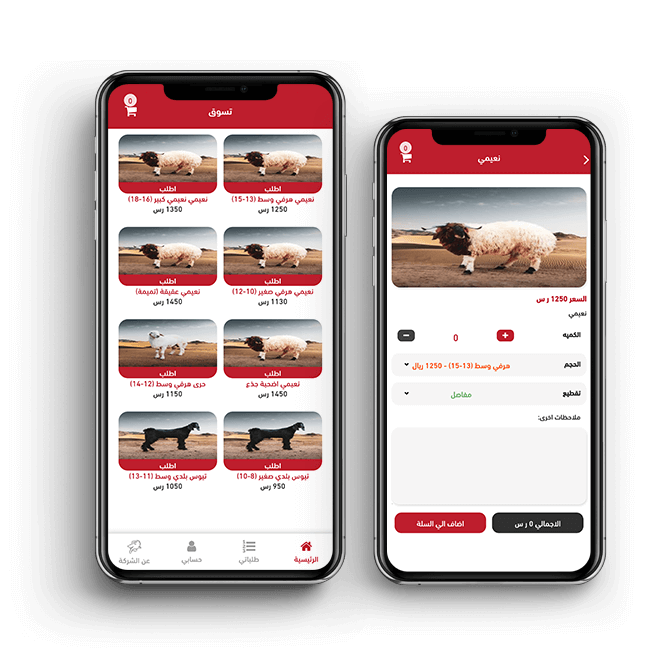 0
تسوق
اطلب
نعيمي هرفي وسط (13-15)
1250 رس
اطلب
نعيمي نعيمي كبير (16-18)
1350 رس
اطلب
نعيمي هرفي صغير (10-12)
1130 رس
اطلب
نعيمي عقيقة (تميمة)
1450 رس
اطلب
نعيمي اضحية جذع
1450 رس
اطلب
حري هرفي وسط (12-14)
1150 رس
اطلب
تيوس بلدي صغير (8-10)
950 رس
اطلب
تيوس بلدي وسط (11-13)
1050 رس
الرئيسية
طلباتي
حسابي
عن الشركة
0
نعيمي
السعر 1250 ر س
نعيمي
الكميه
+ 0 −
الحجم
هرفي وسط (13-15) - 1250 ريال
تقطيع
مفاصل
ملاحظات اخرى:
الاجمالي 0 ر س
اضاف الي السلة